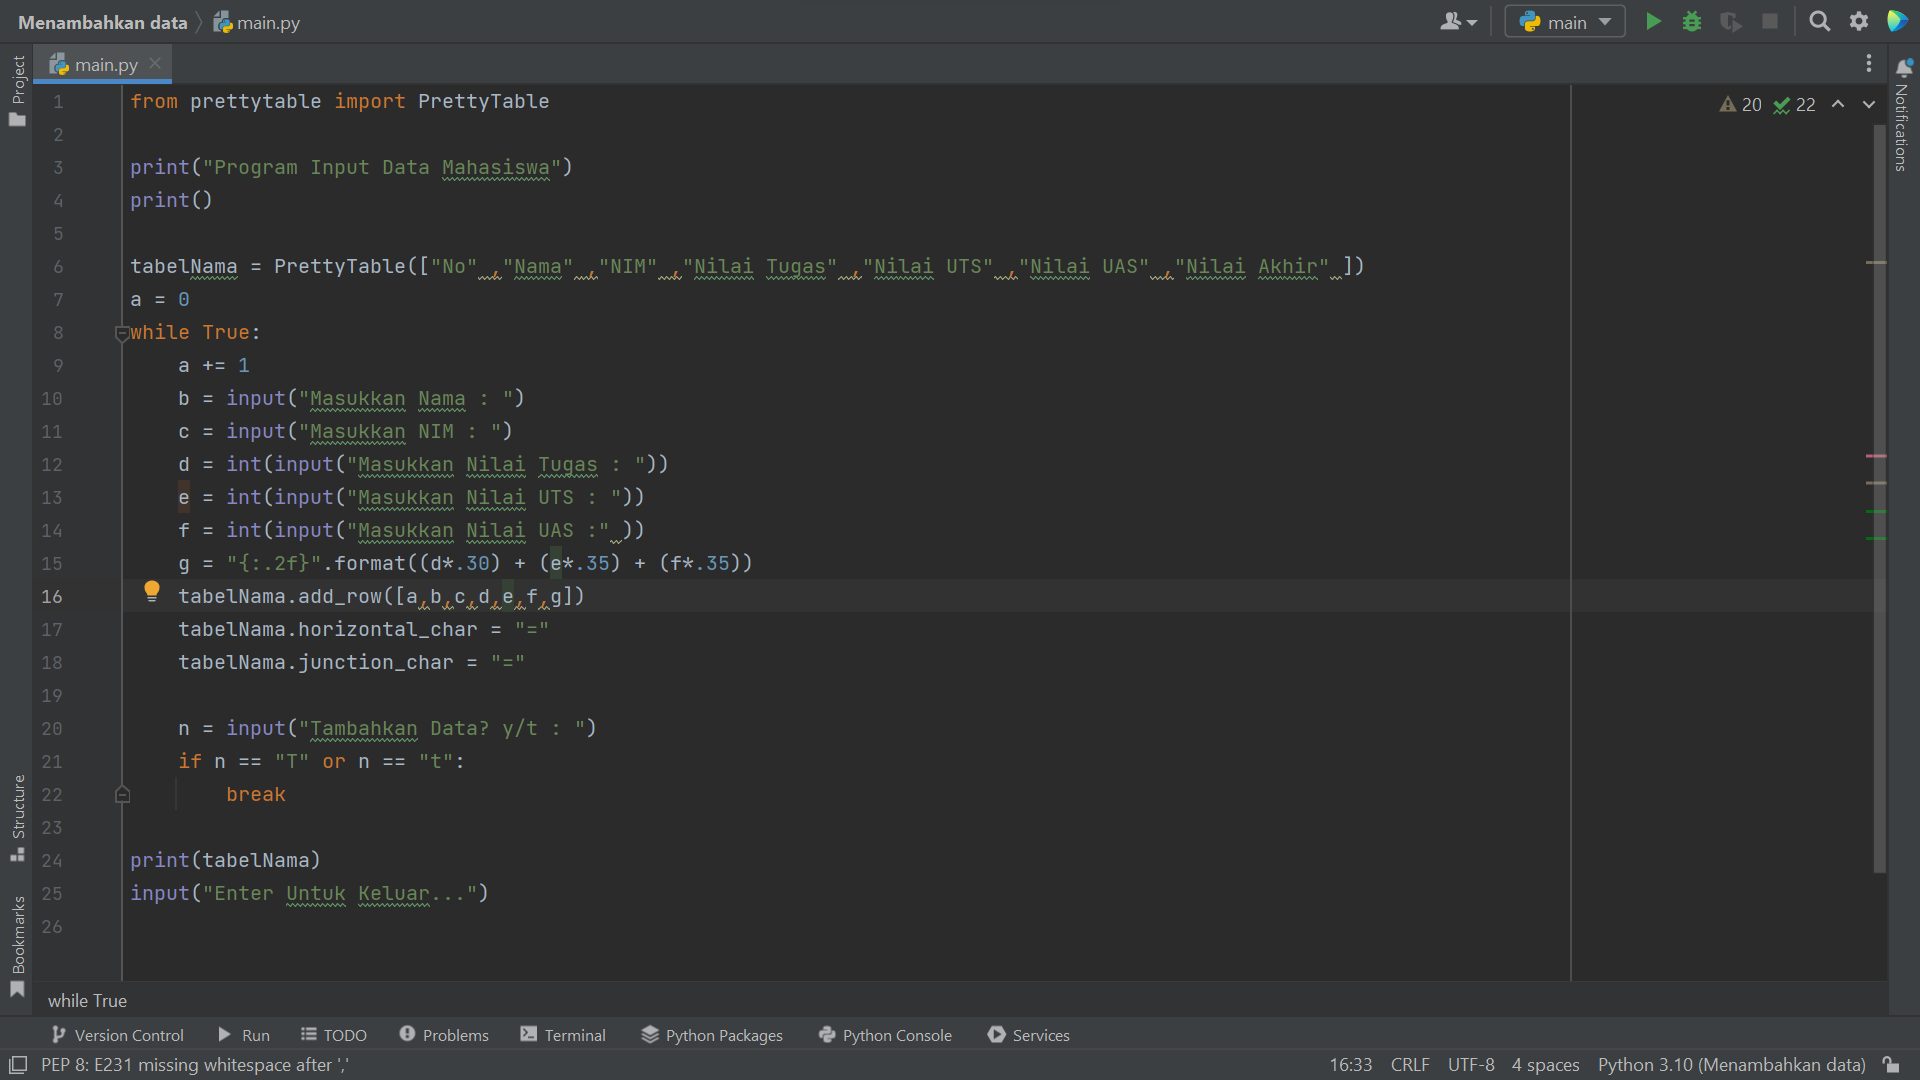 Menambahkan data main.py
main
main.py
20 22
1 from prettytable import PrettyTable
2
3 print("Program Input Data Mahasiswa")
4 print()
5
6 tabelNama = PrettyTable(["No" ,"Nama" ,"NIM" ,"Nilai Tugas" ,"Nilai UTS" ,"Nilai UAS" ,"Nilai Akhir" ])
7 a = 0
8 while True:
9     a += 1
10     b = input("Masukkan Nama : ")
11     c = input("Masukkan NIM : ")
12     d = int(input("Masukkan Nilai Tugas : "))
13     e = int(input("Masukkan Nilai UTS : "))
14     f = int(input("Masukkan Nilai UAS :" ))
15     g = "{:.2f}".format((d*.30) + (e*.35) + (f*.35))
16     tabelNama.add_row([a,b,c,d,e,f,g])
17     tabelNama.horizontal_char = "="
18     tabelNama.junction_char = "="
19
20     n = input("Tambahkan Data? y/t : ")
21     if n == "T" or n == "t":
22         break
23
24 print(tabelNama)
25 input("Enter Untuk Keluar...")
26
Project
Structure
Bookmarks
Notifications
while True
Version Control Run TODO Problems Terminal Python Packages Python Console Services
PEP 8: E231 missing whitespace after ',' 16:33 CRLF UTF-8 4 spaces Python 3.10 (Menambahkan data)